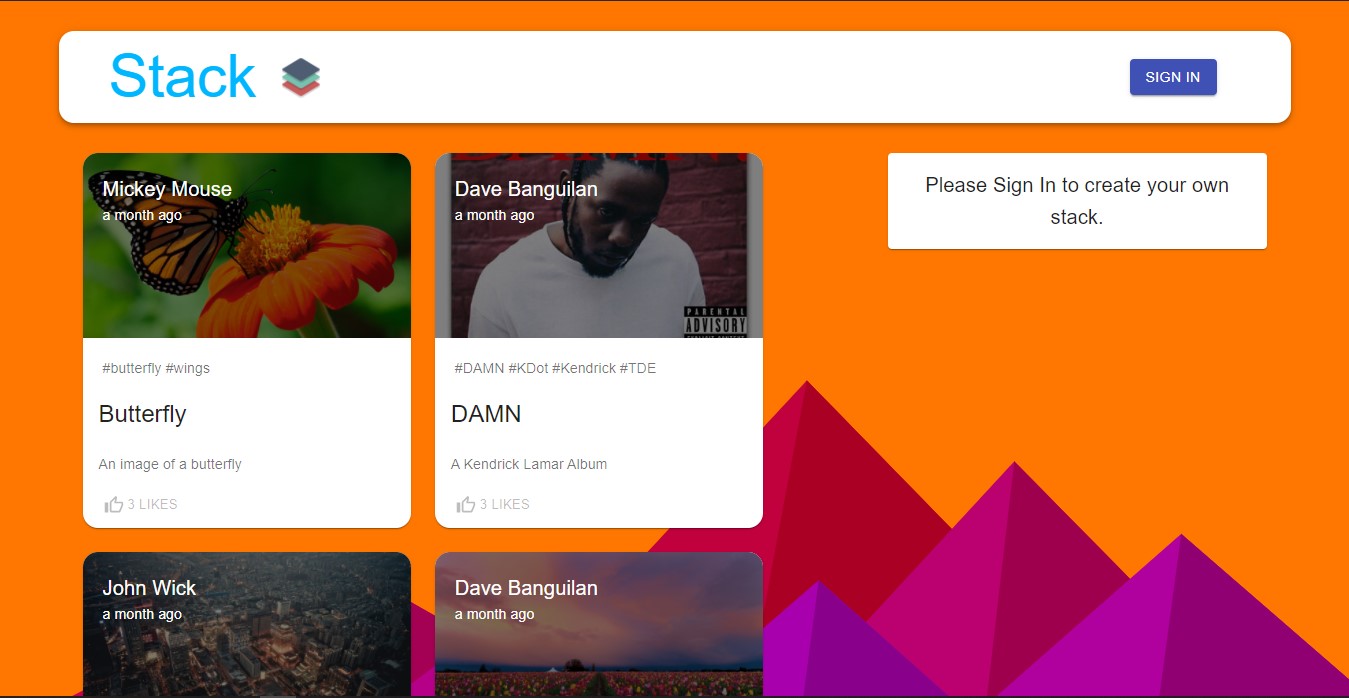 Stack
SIGN IN
Mickey Mouse
a month ago
Dave Banguilan
a month ago
PARENTAL
ADVISORY
Please Sign In to create your own
stack.
#butterfly #wings
Butterfly
An image of a butterfly
3 LIKES
#DAMN #KDot #Kendrick #TDE
DAMN
A Kendrick Lamar Album
3 LIKES
John Wick
a month ago
Dave Banguilan
a month ago